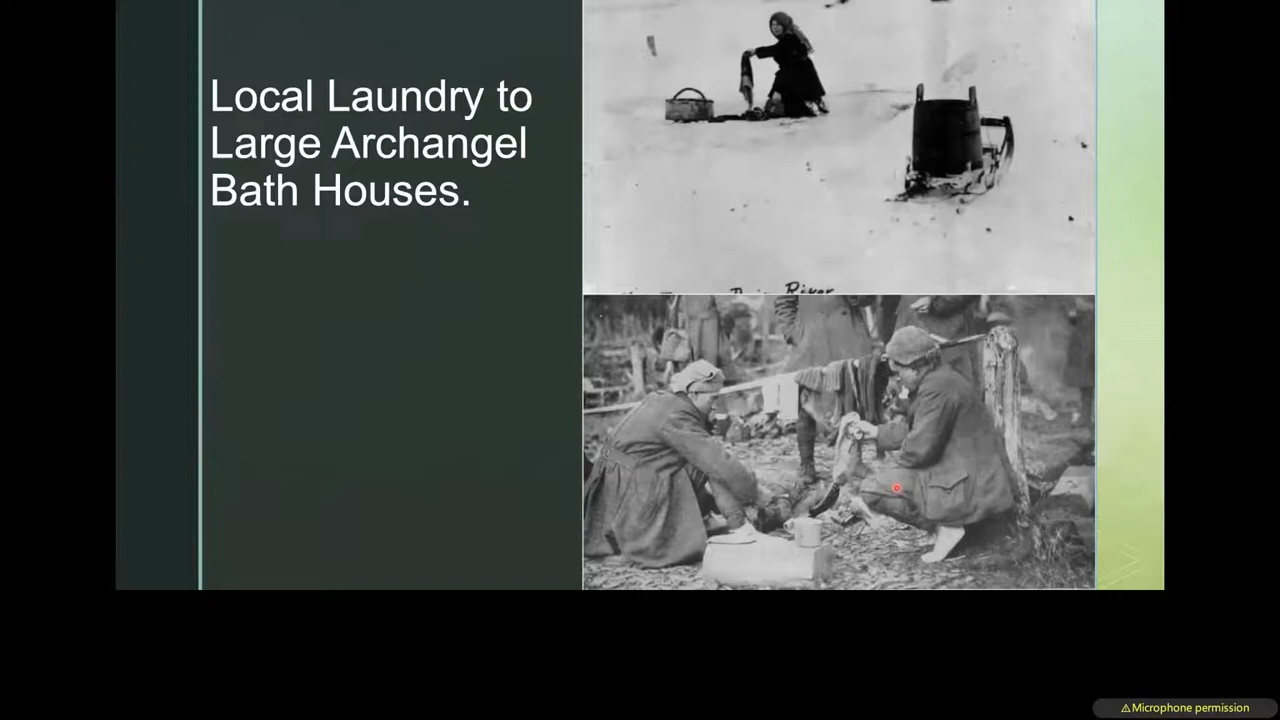 Local Laundry to
Large Archangel
Bath Houses.
River
⚠Microphone permission